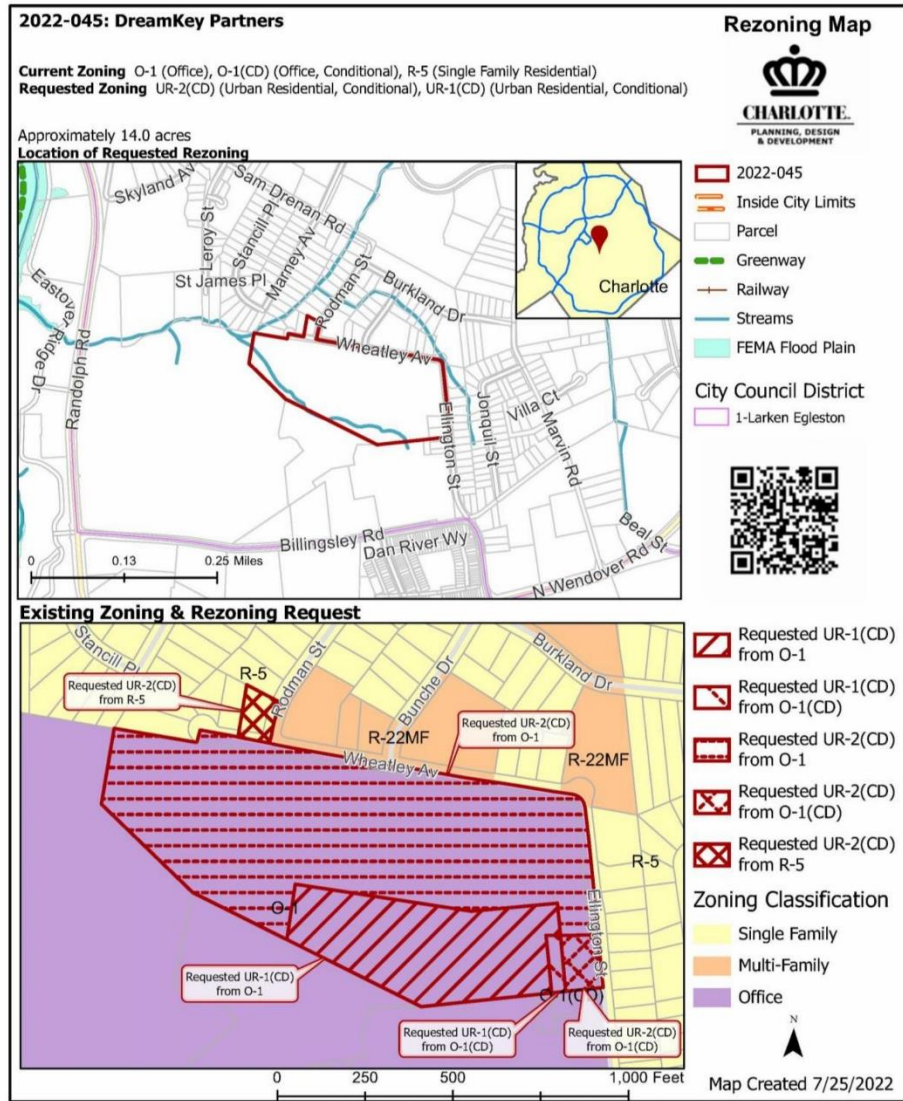 2022-045: DreamKey Partners
Current Zoning O-1 (Office), O-1(CD) (Office, Conditional), R-5 (Single Family Residential)
Requested Zoning UR-2(CD) (Urban Residential, Conditional), UR-1(CD) (Urban Residential, Conditional)
Approximately 14.0 acres
Location of Requested Rezoning
Skyland Av
Sam Drenan Rd
Leroy St
Stancill Pl
Marney Av
St James Pl
Rodman St
Burkland Dr
Eastover Ridge Dr
Randolph Rd
Wheatley Av
Ellington St
Jonquil St
Villa Ct
Marvin Rd
Billingsley Rd
Dan River Wy
Beal St
N Wendover Rd
Charlotte
0 0.13 0.25 Miles
Rezoning Map
CHARLOTTE.
PLANNING, DESIGN
& DEVELOPMENT
2022-045
Inside City Limits
Parcel
Greenway
Railway
Streams
FEMA Flood Plain
City Council District
1-Larken Egleston
Existing Zoning & Rezoning Request
Stancill Pl
R-5
Rodman St
Bunche Dr
Burkland Dr
Requested UR-2(CD)
from R-5
Requested UR-2(CD)
from O-1
R-22MF
R-22MF
Wheatley Av
R-5
Ellington St
O-1
O-1(CD)
Requested UR-1(CD)
from O-1
Requested UR-1(CD)
from O-1(CD)
Requested UR-2(CD)
from O-1(CD)
0 250 500 1,000 Feet
Requested UR-1(CD)
from O-1
Requested UR-1(CD)
from O-1(CD)
Requested UR-2(CD)
from O-1
Requested UR-2(CD)
from O-1(CD)
Requested UR-2(CD)
from R-5
Zoning Classification
Single Family
Multi-Family
Office
N
Map Created 7/25/2022